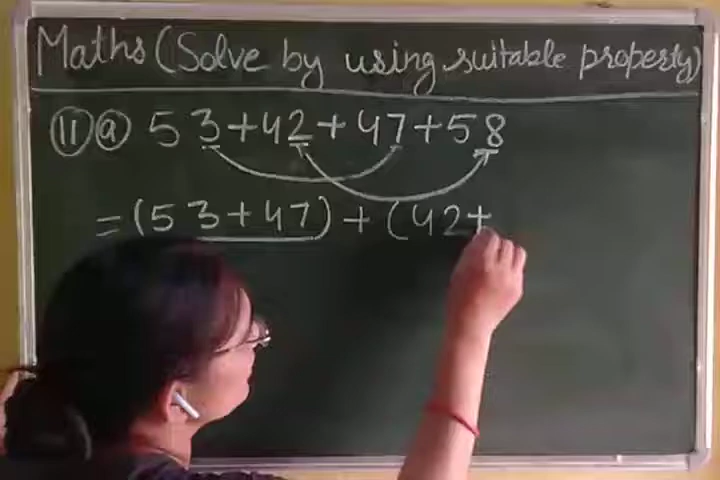 Maths (Solve by using suitable property)
11 a 53+42+47+58
= (53+47) + (42+